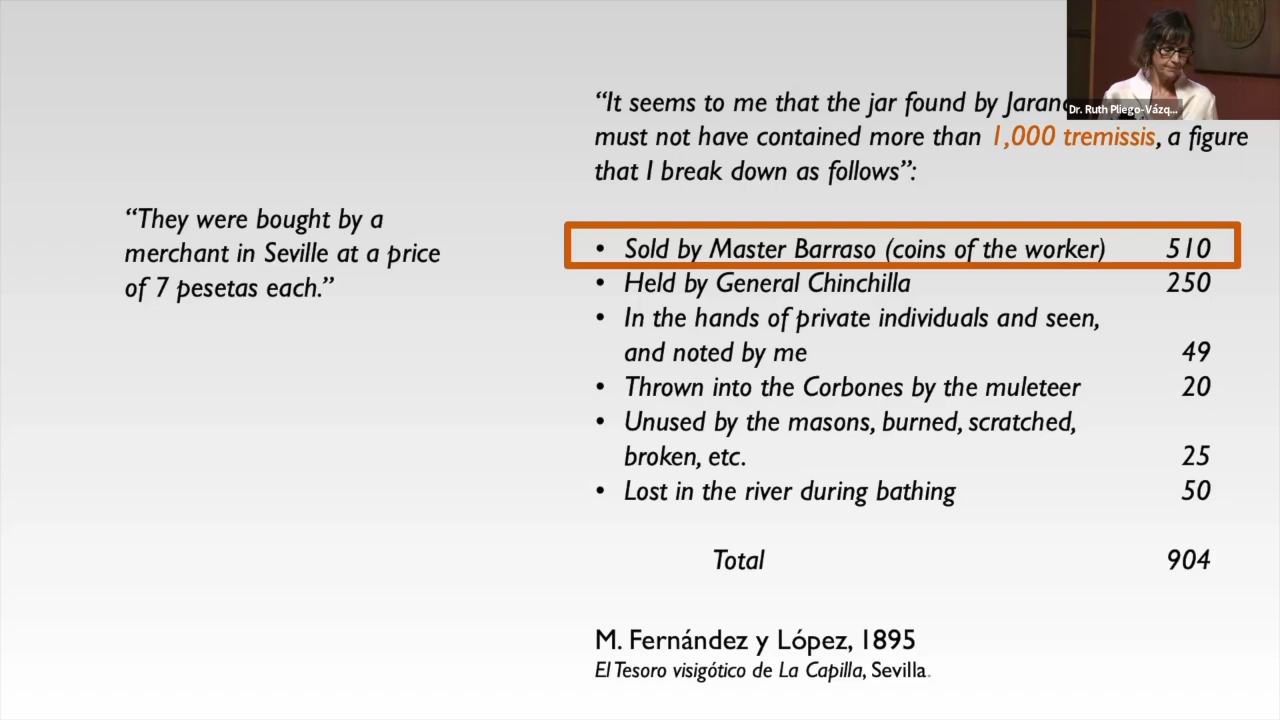 “It seems to me that the jar found by
must not have contained more than 1,000 tremissis, a figure
that I break down as follows”:
“They were bought by a
merchant in Seville at a price
of 7 pesetas each.”
• Sold by Master Barraso (coins of the worker) 510
• Held by General Chinchilla 250
• In the hands of private individuals and seen,
and noted by me 49
• Thrown into the Corbones by the muleteer 20
• Unused by the masons, burned, scratched,
broken, etc. 25
• Lost in the river during bathing 50
Total 904
M. Fernández y López, 1895
El Tesoro visigótico de La Capilla, Sevilla.
Dr. Ruth Pliego-Vázq...